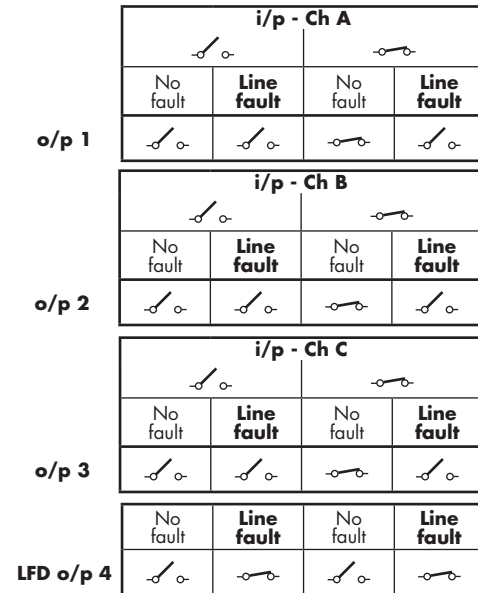 i/p - Ch A
No fault Line fault No fault Line fault
o/p 1
i/p - Ch B
No fault Line fault No fault Line fault
o/p 2
i/p - Ch C
No fault Line fault No fault Line fault
o/p 3
No fault Line fault No fault Line fault
LFD o/p 4